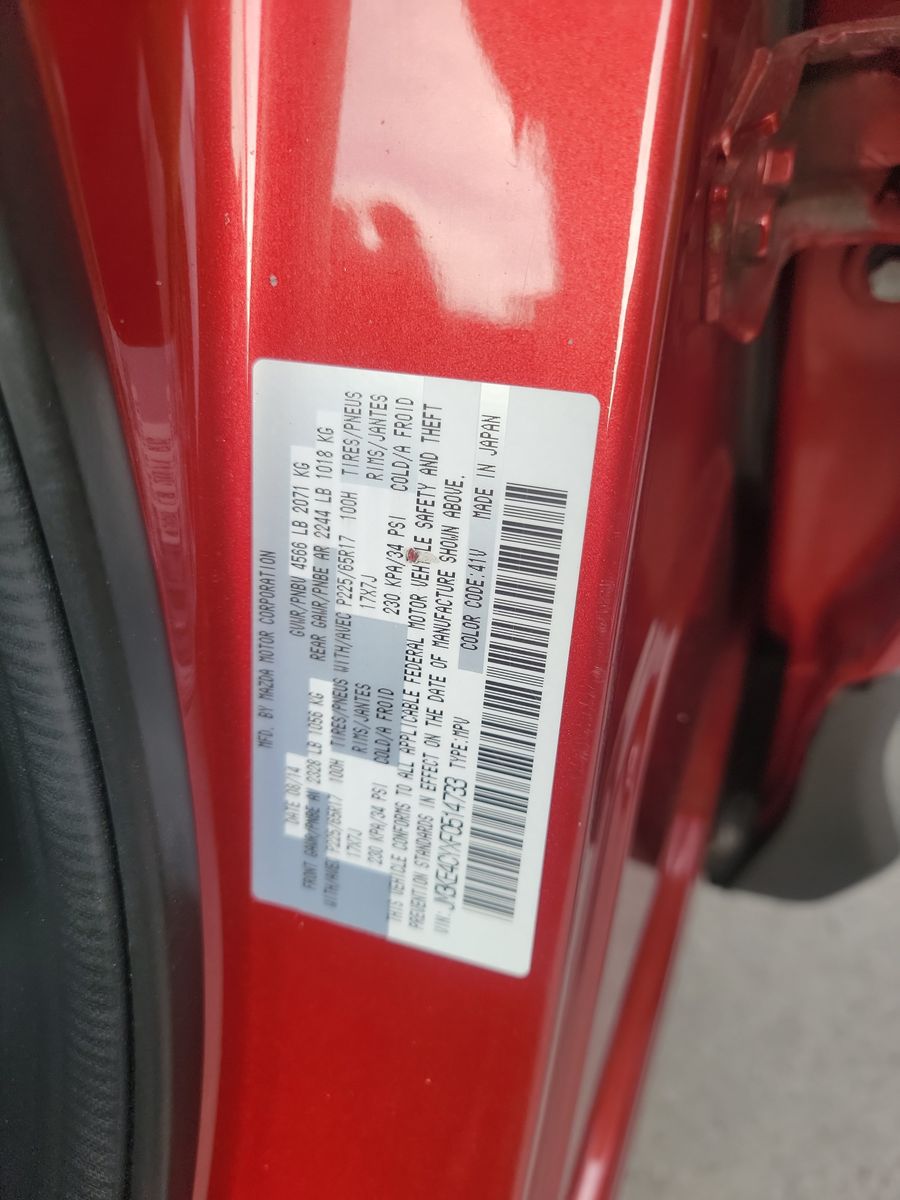 MFD. BY MAZDA MOTOR CORPORATION
DATE 08/14 GVWR/PNBV 4566 LB 2071 KG
FRONT GAWR/PNBE AV 2328 LB 1056 KG REAR GAWR/PNBE AR 2244 LB 1018 KG
WITH/AVEC P225/65R17 100H TIRES/PNEUS WITH/AVEC P225/65R17 100H TIRES/PNEUS
17X7J RIMS/JANTES 17X7J RIMS/JANTES
230 KPA/34 PSI COLD/A FROID 230 KPA/34 PSI COLD/A FROID
THIS VEHICLE CONFORMS TO ALL APPLICABLE FEDERAL MOTOR VEHICLE SAFETY AND THEFT
PREVENTION STANDARDS IN EFFECT ON THE DATE OF MANUFACTURE SHOWN ABOVE.
VIN: JM3KE4CYXF0514733 TYPE:MPV COLOR CODE:41V MADE IN JAPAN